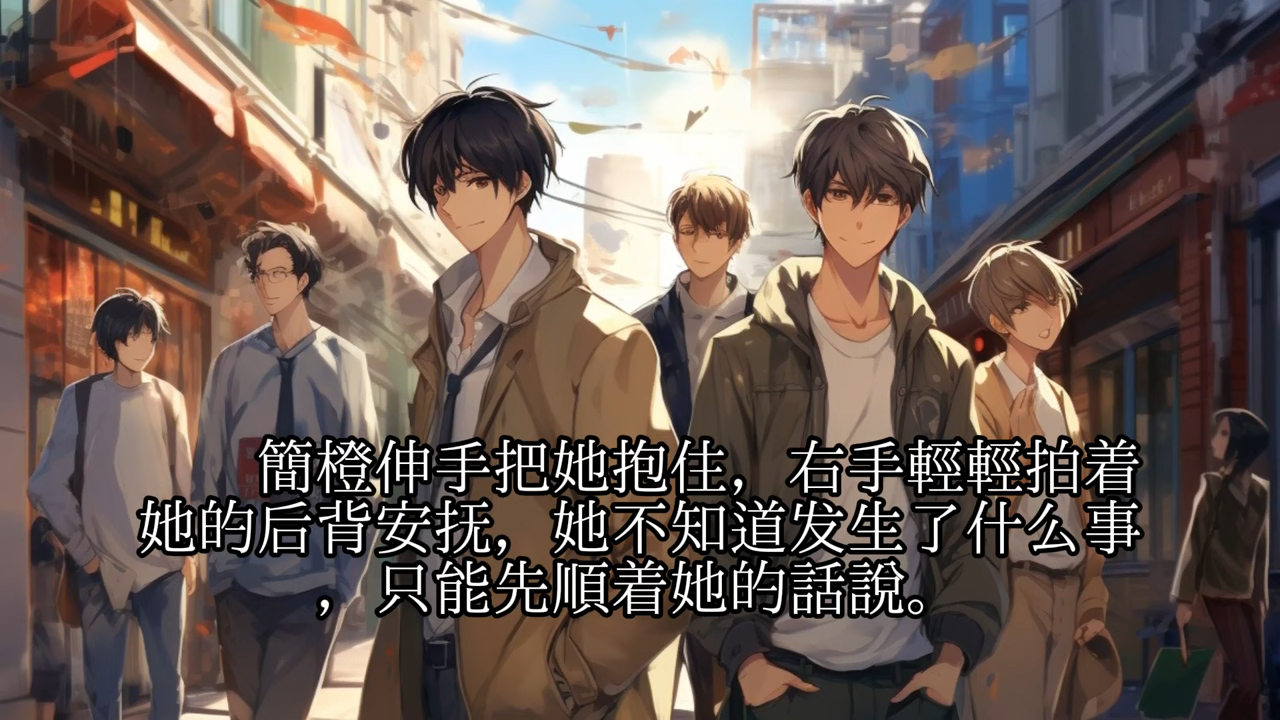 簡橙伸手把她抱住，右手輕輕拍着
她的后背安抚，她不知道发生了什么事
，只能先順着她的話說。